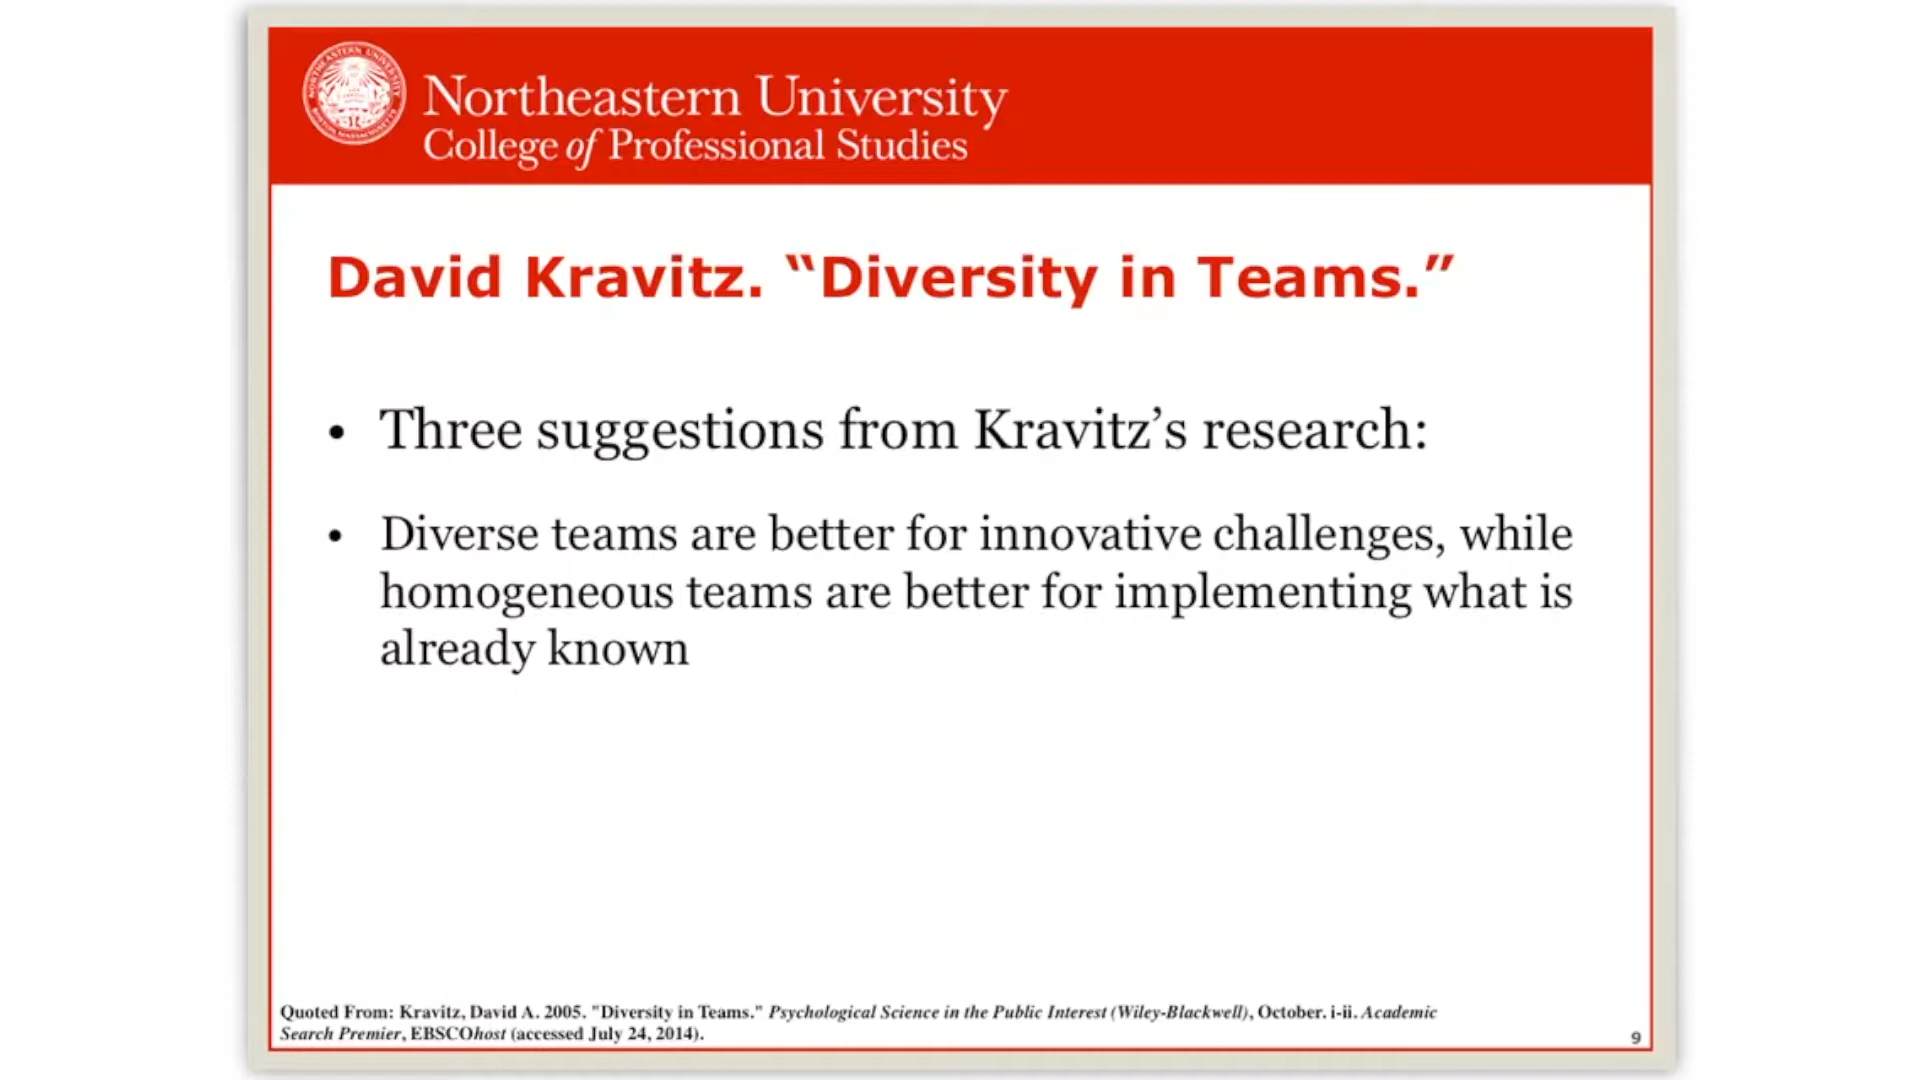 Northeastern University
College of Professional Studies
David Kravitz. “Diversity in Teams.”
• Three suggestions from Kravitz’s research:
• Diverse teams are better for innovative challenges, while
homogeneous teams are better for implementing what is
already known
Quoted From: Kravitz, David A. 2005. "Diversity in Teams." Psychological Science in the Public Interest (Wiley-Blackwell), October. i-ii. Academic
Search Premier, EBSCOhost (accessed July 24, 2014).
9